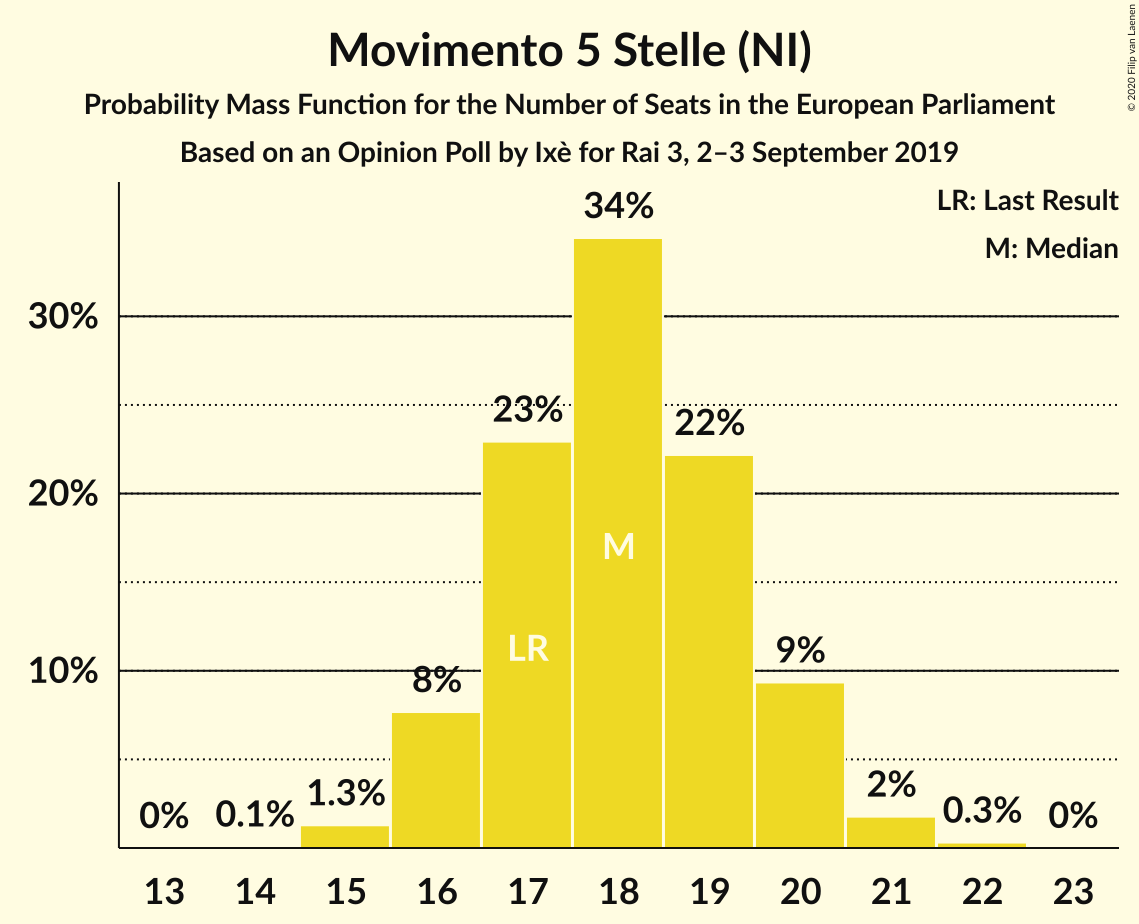 Movimento 5 Stelle (NI)
Probability Mass Function for the Number of Seats in the European Parliament
Based on an Opinion Poll by Ixè for Rai 3, 2–3 September 2019
© 2020 Filip van Laenen
LR: Last Result
M: Median
34%
30%
23%
22%
20%
M
LR
10%
8%
9%
0%
0.1%
1.3%
2%
0.3%
0%
13 14 15 16 17 18 19 20 21 22 23